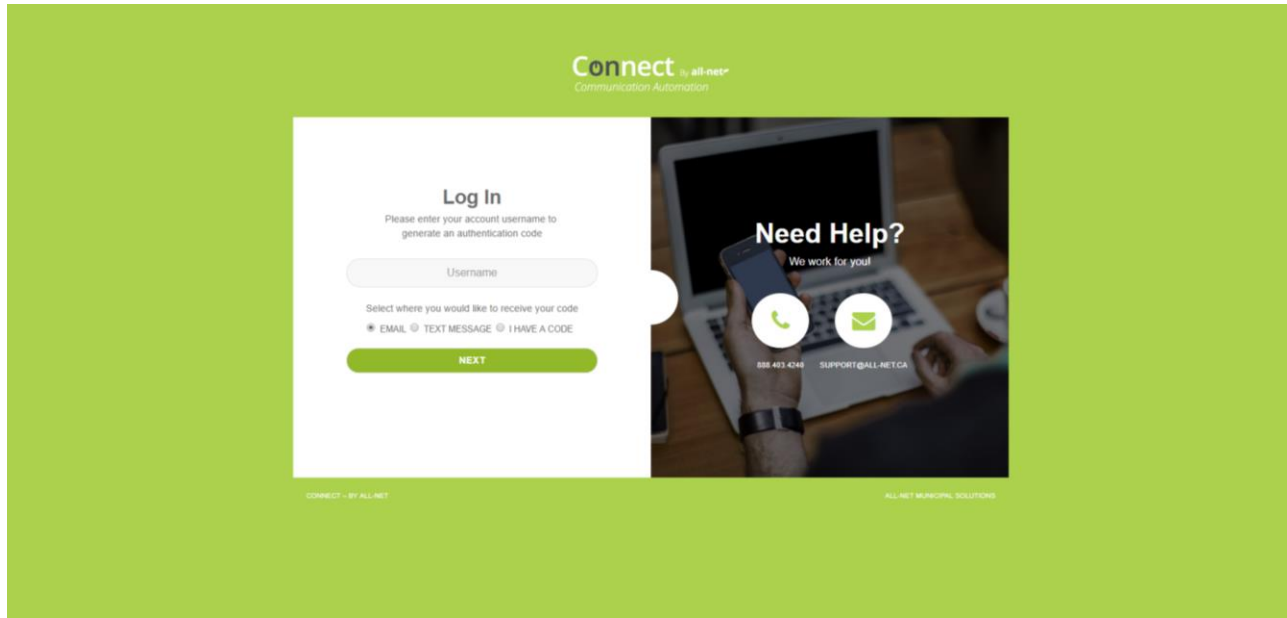 Connect By all-net
Communication Automation
Log In
Please enter your account username to
generate an authentication code
Username
Select where you would like to receive your code
EMAIL TEXT MESSAGE I HAVE A CODE
NEXT
Need Help?
We work for you!
888.403.4248 SUPPORT@ALL-NET.CA
CONNECT – BY ALL-NET
ALL-NET MUNICIPAL SOLUTIONS